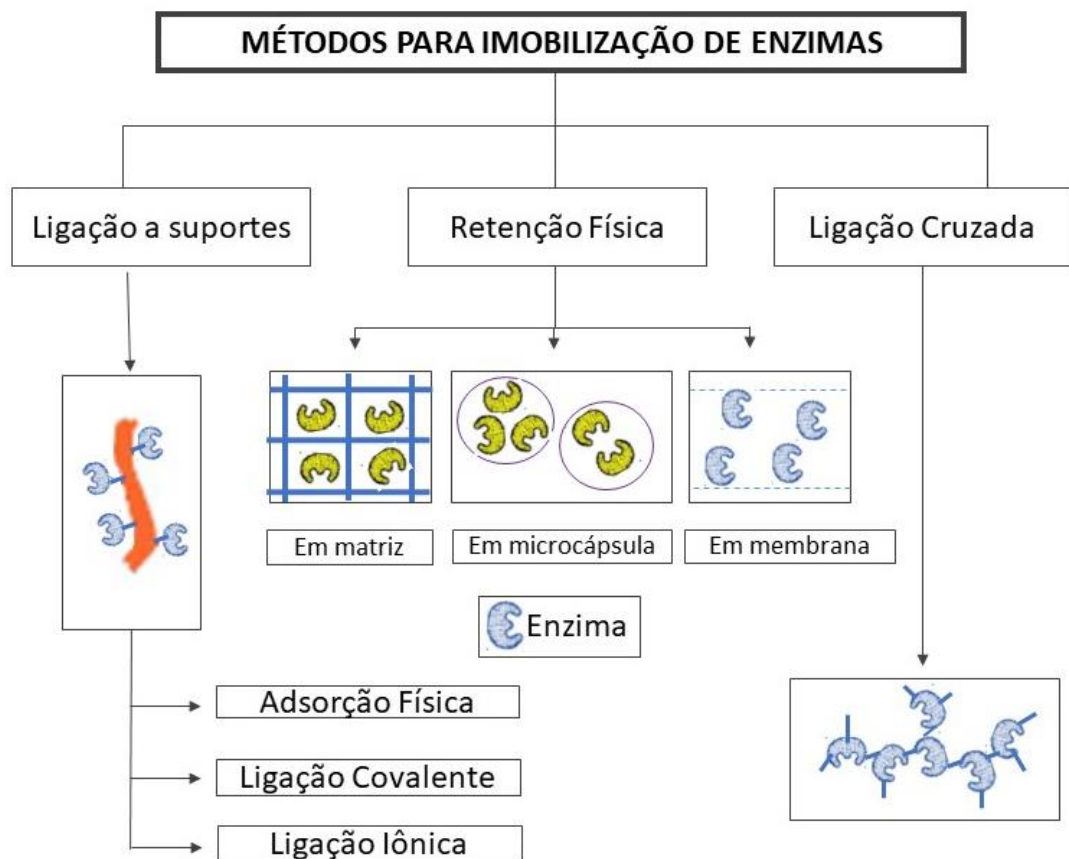 MÉTODOS PARA IMOBILIZAÇÃO DE ENZIMAS
Ligação a suportes
Retenção Física
Ligação Cruzada
Em matriz
Em microcápsula
Em membrana
Enzima
Adsorção Física
Ligação Covalente
Ligação Iônica